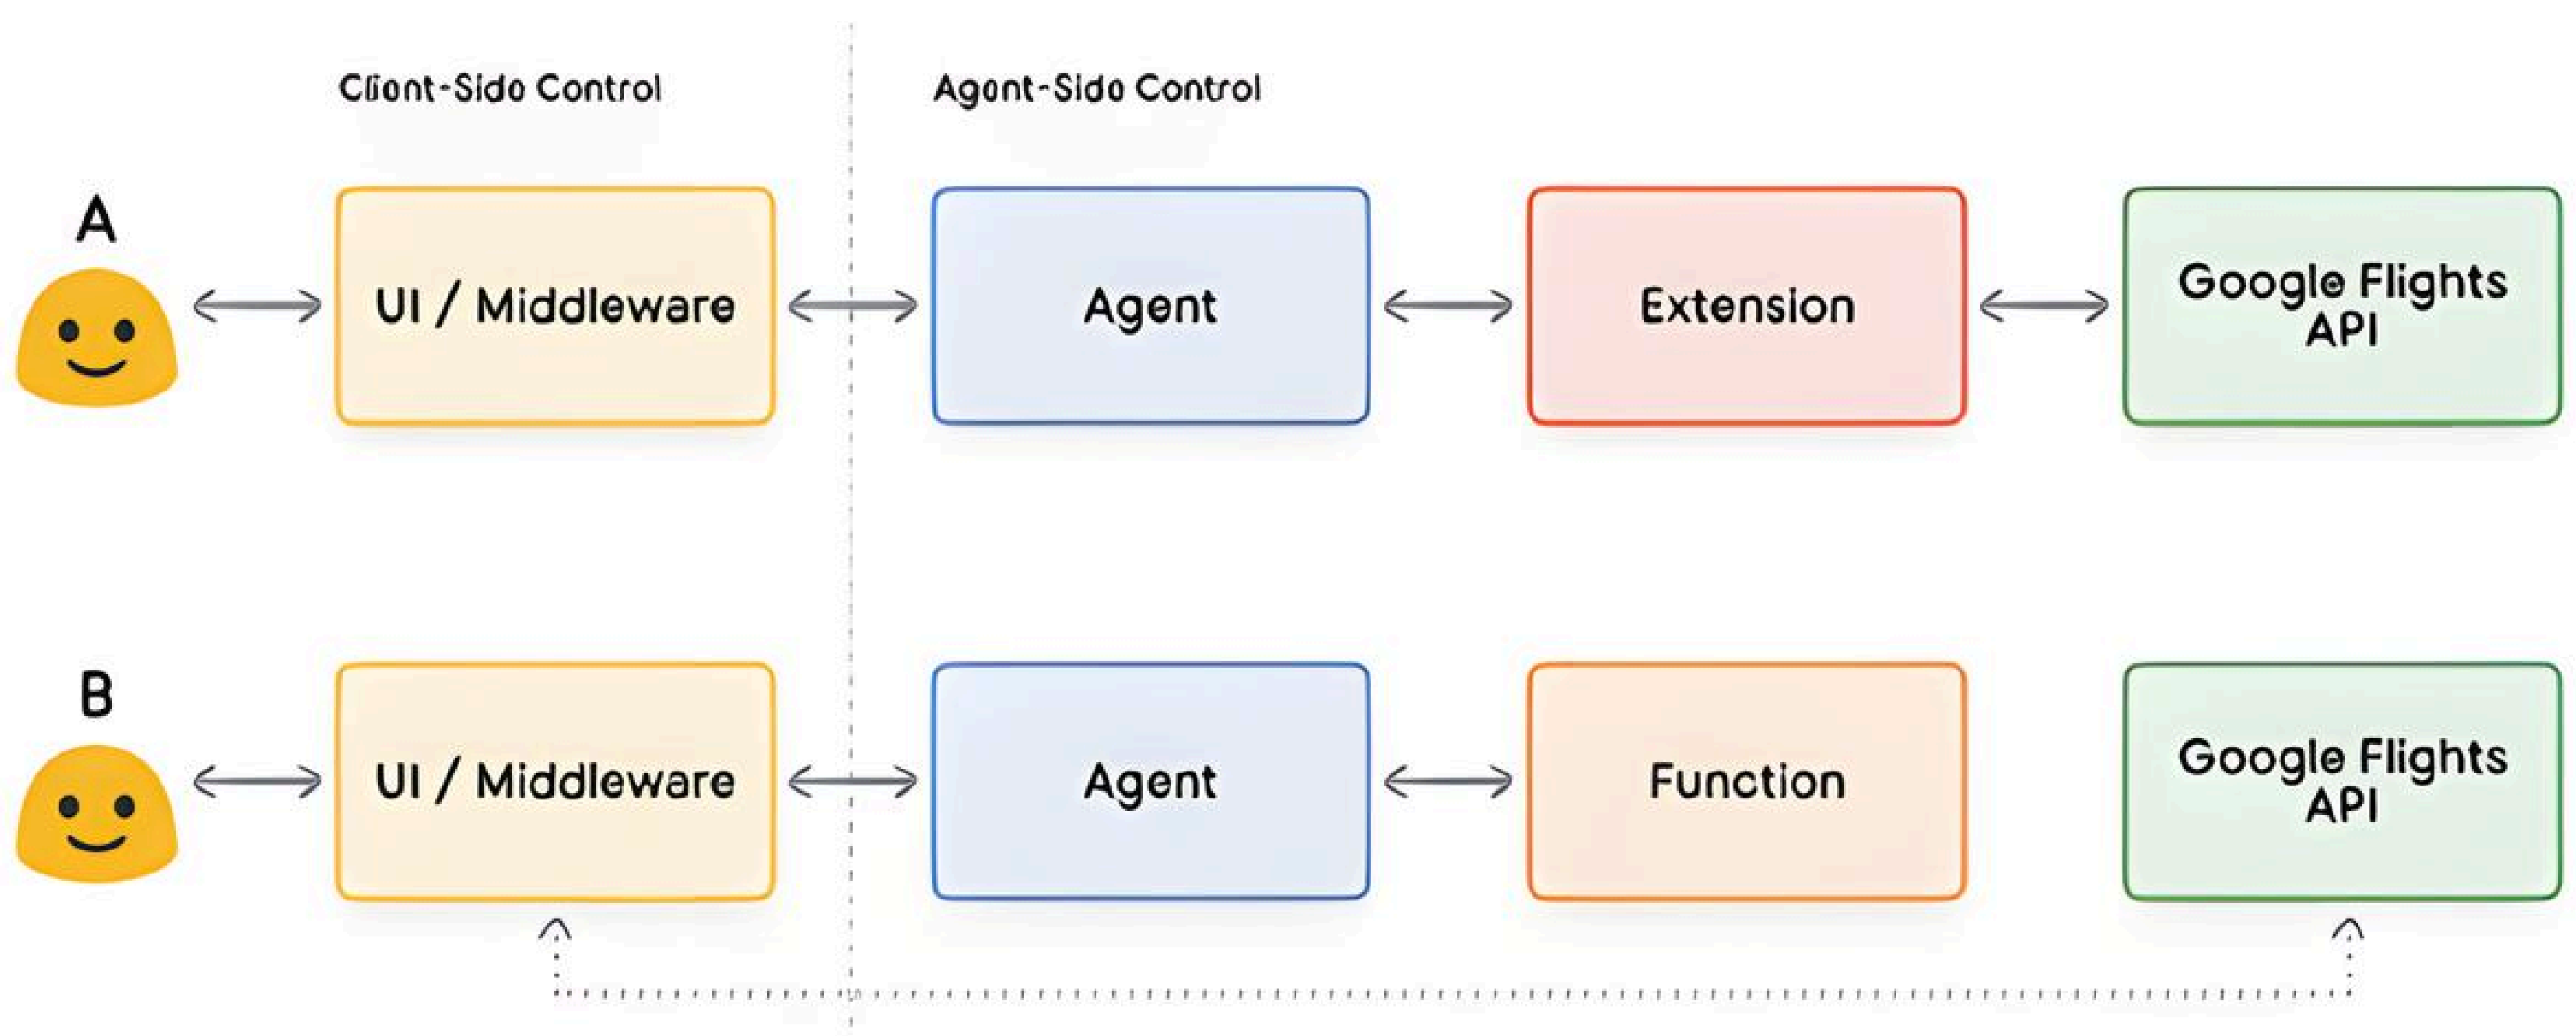 Client-Side Control
Agent-Side Control
A
UI / Middleware
Agent
Extension
Google Flights
API
B
UI / Middleware
Agent
Function
Google Flights
API